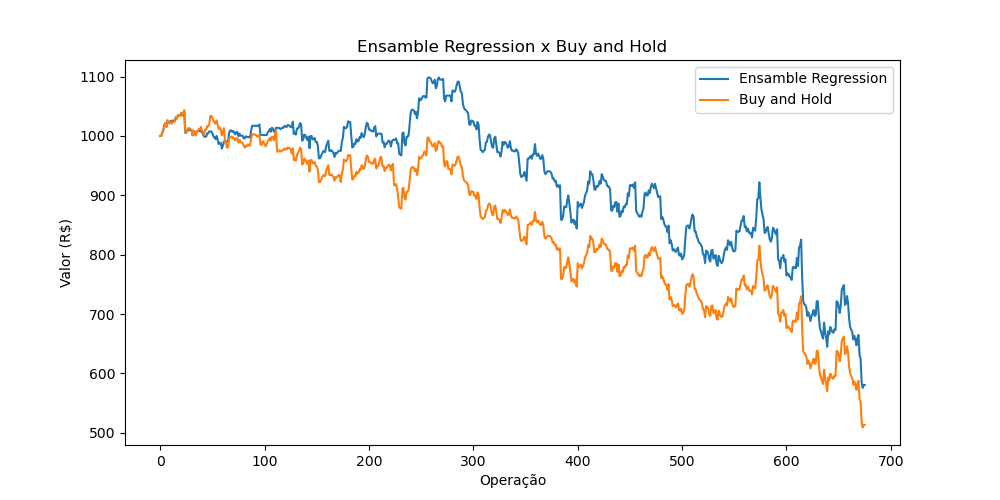 Ensamble Regression x Buy and Hold
Ensamble Regression
Buy and Hold
Valor (R$)
1100
1000
900
800
700
600
500
0 100 200 300 400 500 600 700
Operação